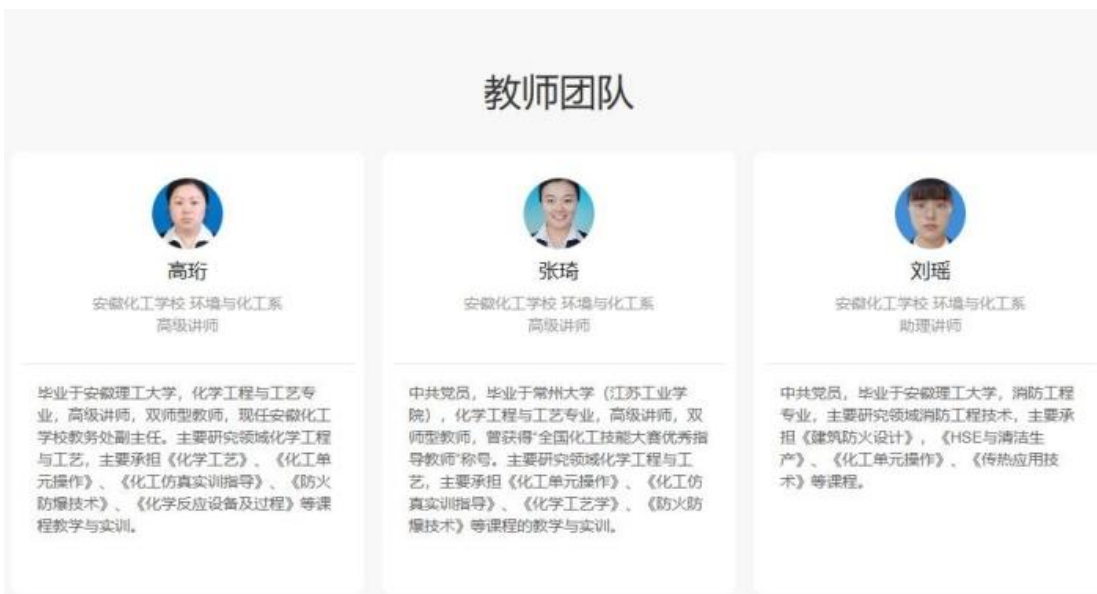 教师团队
高珩
安徽化工学校 环境与化工系
高级讲师
毕业于安徽理工大学，化学工程与工艺专
业，高级讲师，双师型教师，现任安徽化工
学校教务处副主任。主要研究领域化学工程
与工艺，主要承担《化学工艺》、《化工单
元操作》、《化工仿真实训指导》、《防火
防爆技术》、《化学反应设备及过程》等课
程教学与实训。
张琦
安徽化工学校 环境与化工系
高级讲师
中共党员，毕业于常州大学（江苏工业学
院），化学工程与工艺专业，高级讲师，双
师型教师，曾获得“全国化工技能大赛优秀指
导教师”称号。主要研究领域化学工程与工
艺，主要承担《化工单元操作》、《化工仿
真实训指导》、《化学工艺学》、《防火防
爆技术》等课程的教学与实训。
刘瑶
安徽化工学校 环境与化工系
助理讲师
中共党员，毕业于安徽理工大学，消防工程
专业，主要研究领域消防工程技术，主要承
担《建筑防火设计》，《HSE与清洁生
产》、《化工单元操作》、《传热应用技
术》等课程。